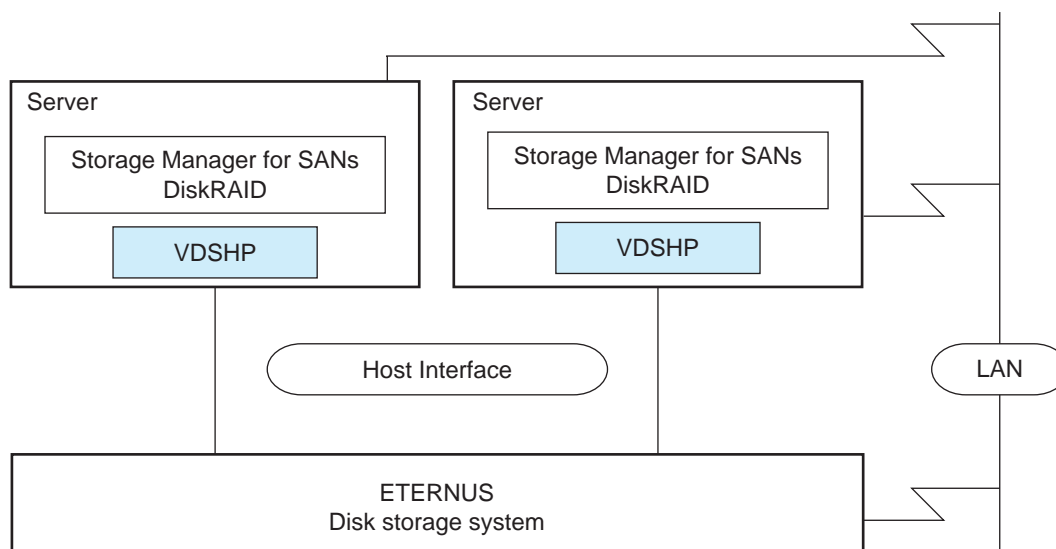 Server
Storage Manager for SANs
DiskRAID
VDSHP
Server
Storage Manager for SANs
DiskRAID
VDSHP
Host Interface
LAN
ETERNUS
Disk storage system